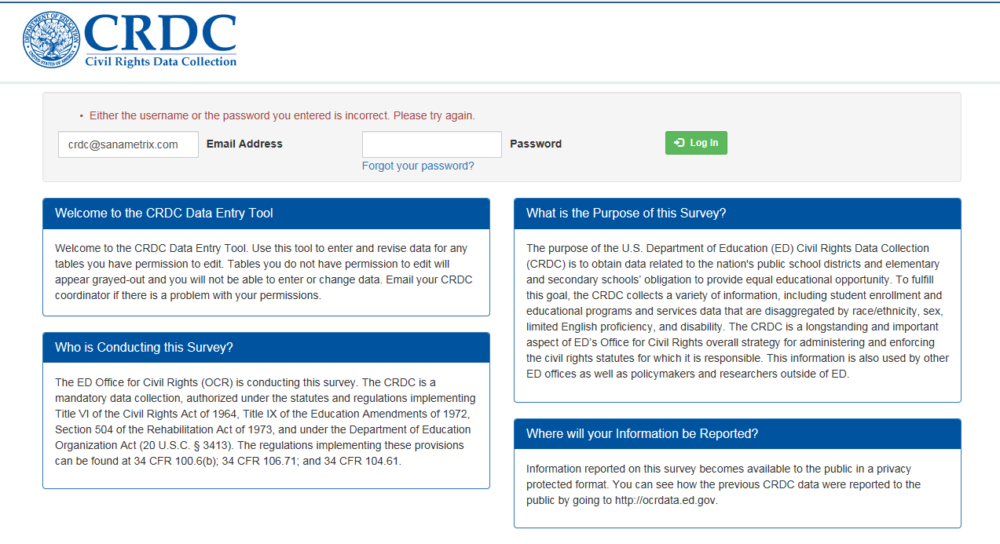 DEPARTMENT OF EDUCATION
UNITED STATES OF AMERICA
CRDC
Civil Rights Data Collection
• Either the username or the password you entered is incorrect. Please try again.
crdc@sanametrix.com Email Address Password Log In
Forgot your password?
Welcome to the CRDC Data Entry Tool
Welcome to the CRDC Data Entry Tool. Use this tool to enter and revise data for any
tables you have permission to edit. Tables you do not have permission to edit will
appear grayed-out and you will not be able to enter or change data. Email your CRDC
coordinator if there is a problem with your permissions.
Who is Conducting this Survey?
The ED Office for Civil Rights (OCR) is conducting this survey. The CRDC is a
mandatory data collection, authorized under the statutes and regulations implementing
Title VI of the Civil Rights Act of 1964, Title IX of the Education Amendments of 1972,
Section 504 of the Rehabilitation Act of 1973, and under the Department of Education
Organization Act (20 U.S.C. § 3413). The regulations implementing these provisions
can be found at 34 CFR 100.6(b); 34 CFR 106.71; and 34 CFR 104.61.
What is the Purpose of this Survey?
The purpose of the U.S. Department of Education (ED) Civil Rights Data Collection
(CRDC) is to obtain data related to the nation's public school districts and elementary
and secondary schools’ obligation to provide equal educational opportunity. To fulfill
this goal, the CRDC collects a variety of information, including student enrollment and
educational programs and services data that are disaggregated by race/ethnicity, sex,
limited English proficiency, and disability. The CRDC is a longstanding and important
aspect of ED’s Office for Civil Rights overall strategy for administering and enforcing
the civil rights statutes for which it is responsible. This information is also used by other
ED offices as well as policymakers and researchers outside of ED.
Where will your Information be Reported?
Information reported on this survey becomes available to the public in a privacy
protected format. You can see how the previous CRDC data were reported to the
public by going to http://ocrdata.ed.gov.